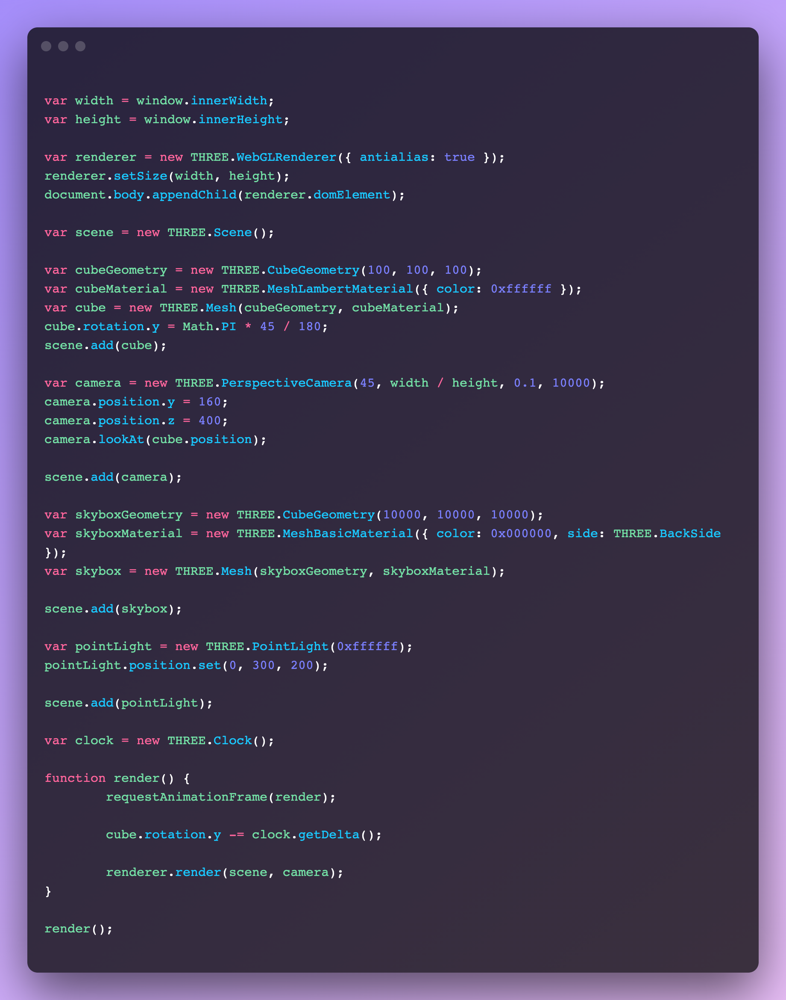 var width = window.innerWidth;
var height = window.innerHeight;

var renderer = new THREE.WebGLRenderer({ antialias: true });
renderer.setSize(width, height);
document.body.appendChild(renderer.domElement);

var scene = new THREE.Scene();

var cubeGeometry = new THREE.CubeGeometry(100, 100, 100);
var cubeMaterial = new THREE.MeshLambertMaterial({ color: 0xffffff });
var cube = new THREE.Mesh(cubeGeometry, cubeMaterial);
cube.rotation.y = Math.PI * 45 / 180;
scene.add(cube);

var camera = new THREE.PerspectiveCamera(45, width / height, 0.1, 10000);
camera.position.y = 160;
camera.position.z = 400;
camera.lookAt(cube.position);

scene.add(camera);

var skyboxGeometry = new THREE.CubeGeometry(10000, 10000, 10000);
var skyboxMaterial = new THREE.MeshBasicMaterial({ color: 0x000000, side: THREE.BackSide
});
var skybox = new THREE.Mesh(skyboxGeometry, skyboxMaterial);

scene.add(skybox);

var pointLight = new THREE.PointLight(0xffffff);
pointLight.position.set(0, 300, 200);

scene.add(pointLight);

var clock = new THREE.Clock();

function render() {
        requestAnimationFrame(render);

        cube.rotation.y -= clock.getDelta();

        renderer.render(scene, camera);
}

render();